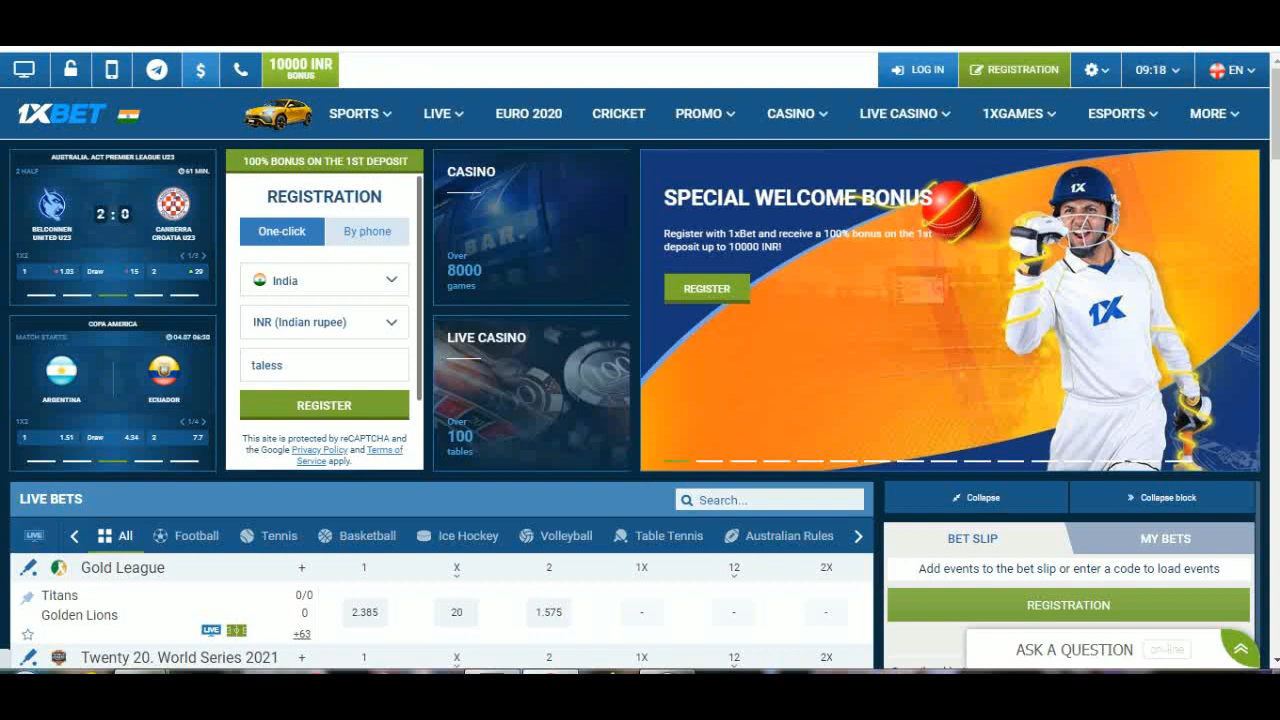 10000 INR
BONUS
LOG IN
REGISTRATION
09:18
EN
1XBET
SPORTS
LIVE
EURO 2020
CRICKET
PROMO
CASINO
LIVE CASINO
1XGAMES
ESPORTS
MORE
AUSTRALIA. ACT PREMIER LEAGUE U23
2 HALF
61 MIN.
2 : 0
BELCONNEN
UNITED U23
CANBERRA
CROATIA U23
1X2
1/3
1
1.03
Draw
15
2
29
COPA AMERICA
MATCH STARTS:
04.07 06:30
ARGENTINA
ECUADOR
1X2
1/4
1
1.51
Draw
4.34
2
7.7
100% BONUS ON THE 1ST DEPOSIT
REGISTRATION
One-click
By phone
India
INR (Indian rupee)
taless
REGISTER
This site is protected by reCAPTCHA and
the Google Privacy Policy and Terms of
Service apply.
CASINO
BAR.
Over
8000
games
LIVE CASINO
100
Over
100
tables
SPECIAL WELCOME BONUS
Register with 1xBet and receive a 100% bonus on the 1st
deposit up to 10000 INR!
REGISTER
1X
1X
LIVE BETS
Search...
LIVE
All
Football
Tennis
Basketball
Ice Hockey
Volleyball
Table Tennis
Australian Rules
Gold League
+
1
X
2
1X
12
2X
Titans
0/0
Golden Lions
0
LIVE
+63
2.385
20
1.575
-
-
-
Twenty 20. World Series 2021
+
1
X
2
1X
12
2X
Collapse
Collapse block
BET SLIP
MY BETS
Add events to the bet slip or enter a code to load events
REGISTRATION
ASK A QUESTION
on-line